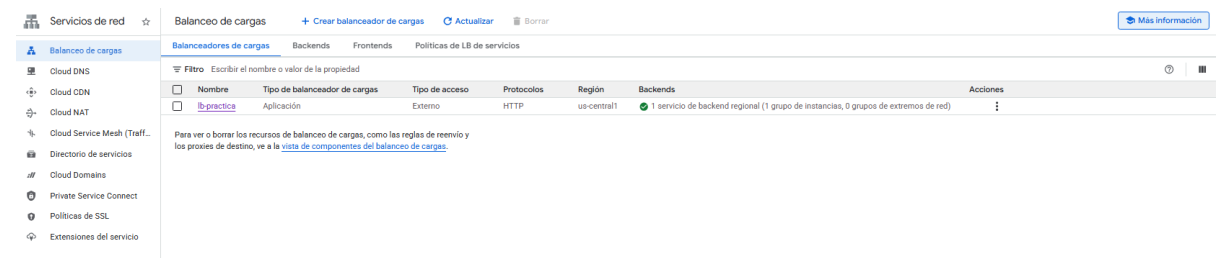 Servicios de red
Balanceo de cargas
Cloud DNS
Cloud CDN
Cloud NAT
Cloud Service Mesh (Traff...
Directorio de servicios
Cloud Domains
Private Service Connect
Políticas de SSL
Extensiones del servicio
Balanceo de cargas + Crear balanceador de cargas Actualizar Borrar Más información
Balanceadores de cargas Backends Frontends Políticas de LB de servicios
Filtro Escribir el nombre o valor de la propiedad
Nombre Tipo de balanceador de cargas Tipo de acceso Protocolos Región Backends Acciones
lb-practica Aplicación Externo HTTP us-central1 1 servicio de backend regional (1 grupo de instancias, 0 grupos de extremos de red)
Para ver o borrar los recursos de balanceo de cargas, como las reglas de reenvío y
los proxies de destino, ve a la vista de componentes del balanceo de cargas.